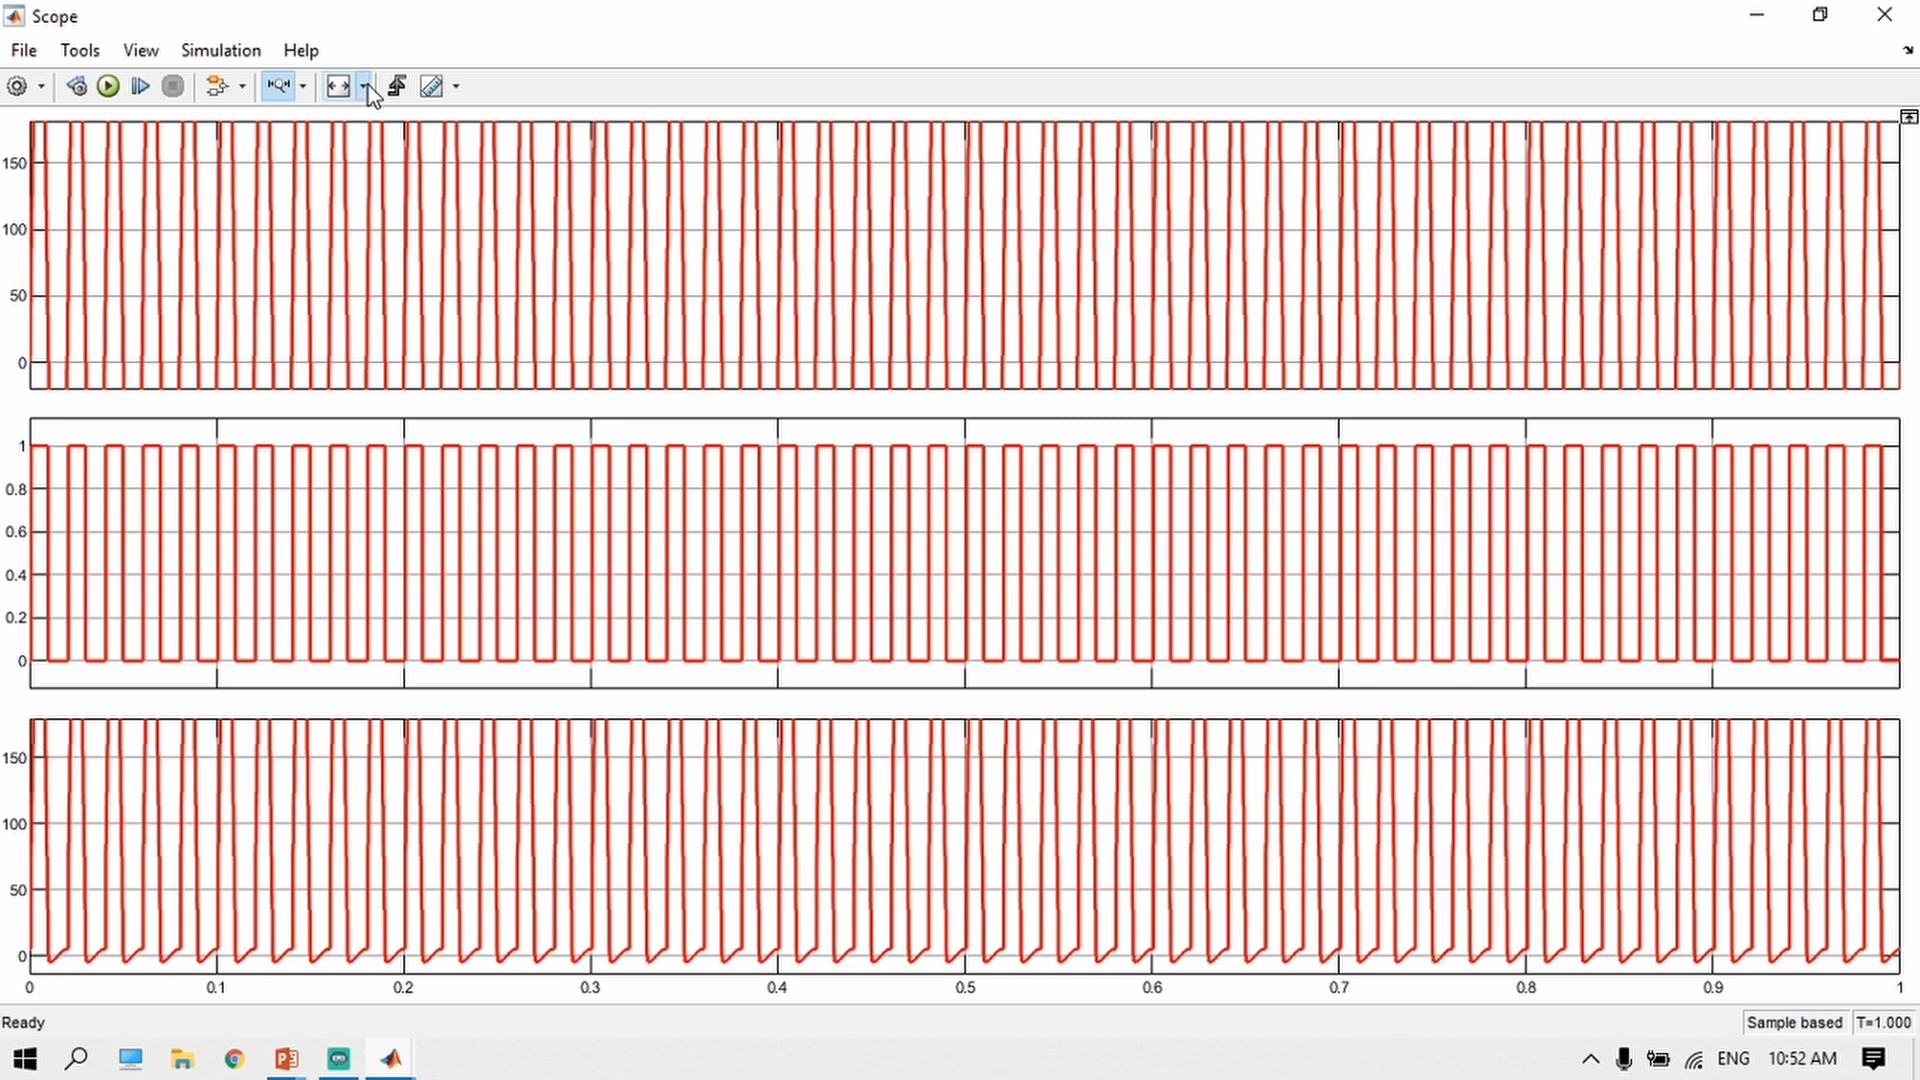 Scope
File Tools View Simulation Help
150
100
50
0
1
0.8
0.6
0.4
0.2
0
150
100
50
0
0 0.1 0.2 0.3 0.4 0.5 0.6 0.7 0.8 0.9 1
Ready Sample based T=1.000
ENG 10:52 AM